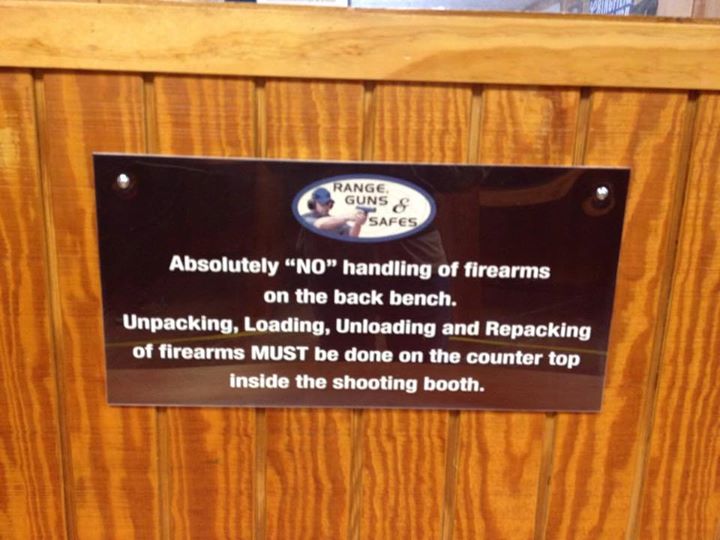 RANGE,
GUNS &
SAFES
Absolutely “NO” handling of firearms
on the back bench.
Unpacking, Loading, Unloading and Repacking
of firearms MUST be done on the counter top
inside the shooting booth.